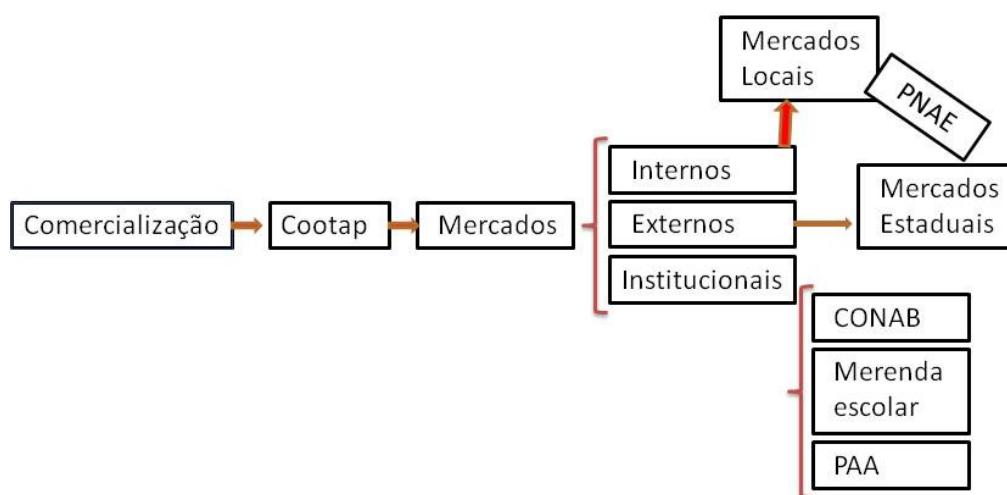 Mercados
Locais
PNAE
Internos
Mercados
Estaduais
Comercialização
Cootap
Mercados
Externos
Institucionais
CONAB
Merenda
escolar
PAA